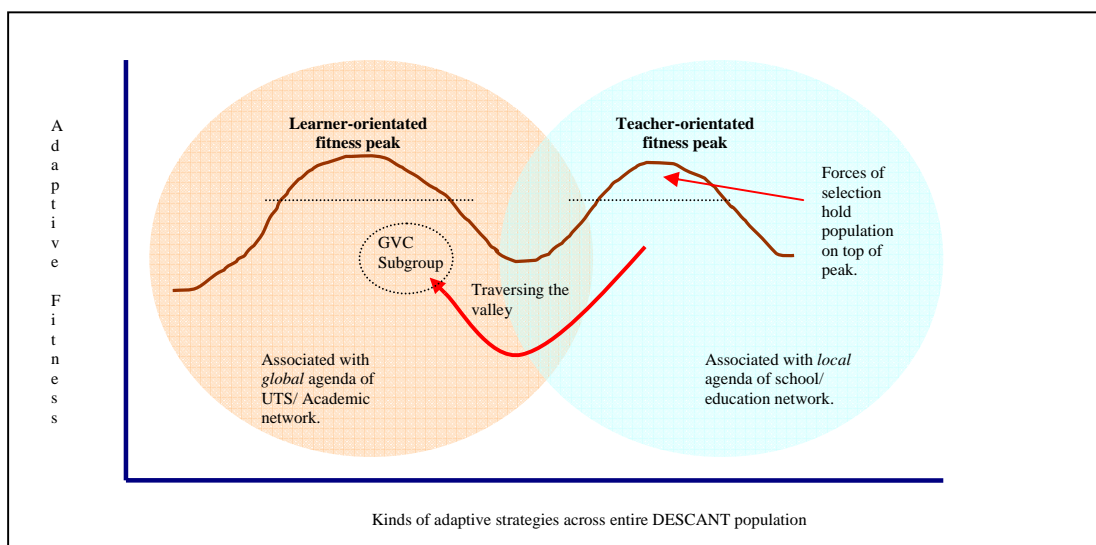 Adaptive Fitness
Learner-orientated
fitness peak
Teacher-orientated
fitness peak
Forces of
selection
hold
population
on top of
peak.
GVC
Subgroup
Traversing the
valley
Associated with
global agenda of
UTS/ Academic
network.
Associated with local
agenda of school/
education network.
Kinds of adaptive strategies across entire DESCANT population